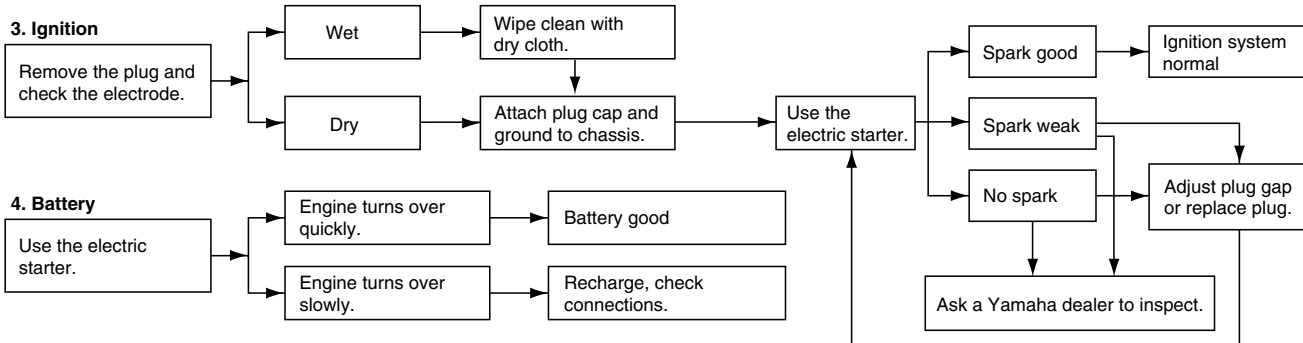 3. Ignition
Remove the plug and
check the electrode.
Wet
Wipe clean with
dry cloth.
Dry
Attach plug cap and
ground to chassis.
Use the
electric starter.
Spark good
Ignition system
normal
Spark weak
No spark
Adjust plug gap
or replace plug.
Ask a Yamaha dealer to inspect.
4. Battery
Use the electric
starter.
Engine turns over
quickly.
Battery good
Engine turns over
slowly.
Recharge, check
connections.